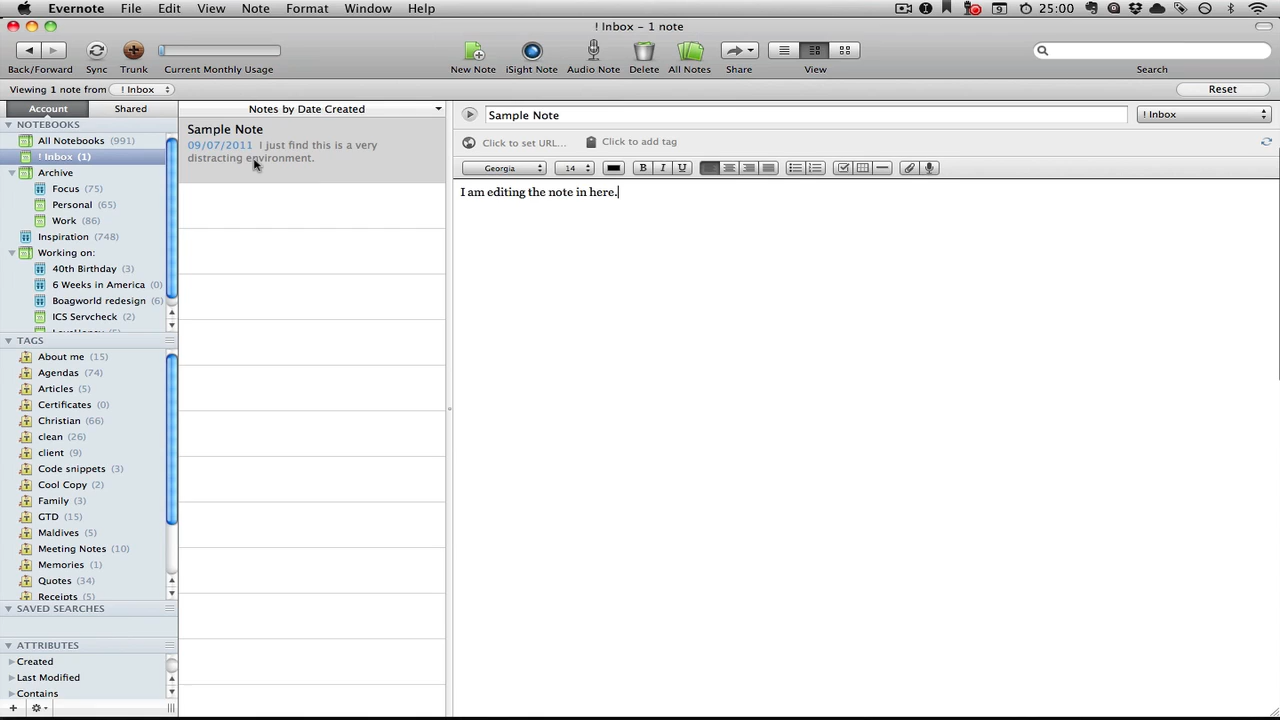 Evernote File Edit View Note Format Window Help 9 25:00
! Inbox – 1 note
Back/Forward Sync Trunk Current Monthly Usage New Note iSight Note Audio Note Delete All Notes Share View Search
Viewing 1 note from ! Inbox Reset
Account Shared
NOTEBOOKS
All Notebooks (991)
! Inbox (1)
Archive
Focus (75)
Personal (65)
Work (86)
Inspiration (748)
Working on:
40th Birthday (3)
6 Weeks in America (0)
Boagworld redesign (6)
ICS Servcheck (2)
TAGS
About me (15)
Agendas (74)
Articles (5)
Certificates (0)
Christian (66)
clean (26)
client (9)
Code snippets (3)
Cool Copy (2)
Family (3)
GTD (15)
Maldives (5)
Meeting Notes (10)
Memories (1)
Quotes (34)
Receipts (5)
SAVED SEARCHES
ATTRIBUTES
Created
Last Modified
Contains
Notes by Date Created
Sample Note
09/07/2011 I just find this is a very
distracting environment.
Sample Note ! Inbox
Click to set URL... Click to add tag
Georgia 14 B I U
I am editing the note in here.